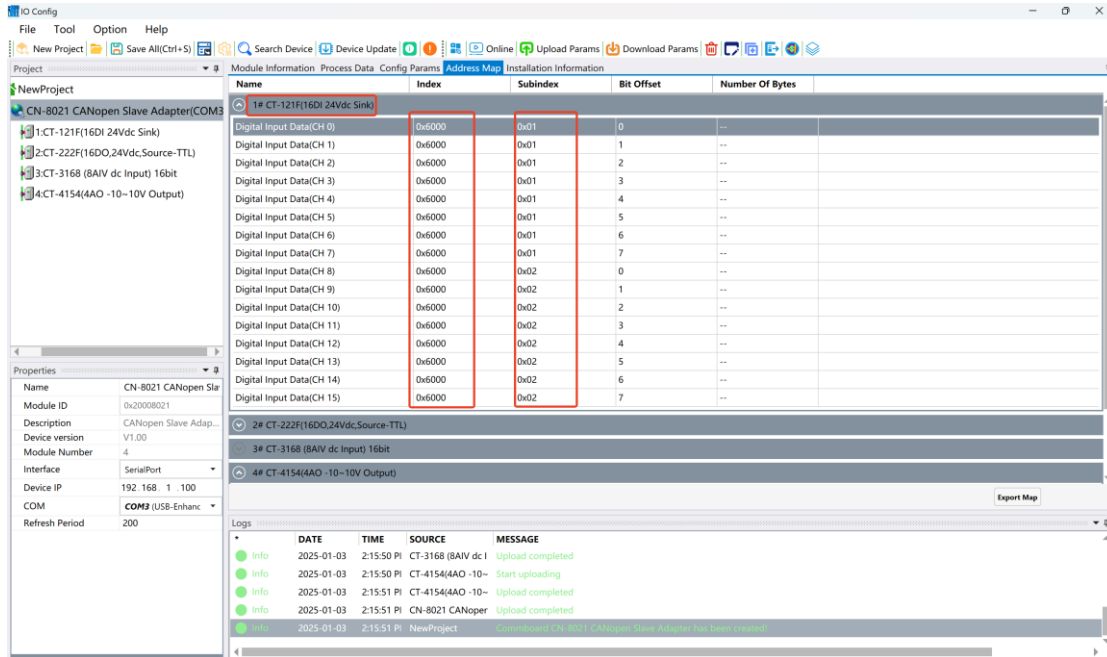 IO Config
File Tool Option Help
New Project Save All(Ctrl+S) Search Device Device Update Online Upload Params Download Params
Project
NewProject
CN-8021 CANopen Slave Adapter(COM3
1:CT-121F(16DI 24Vdc Sink)
2:CT-222F(16DO,24Vdc,Source-TTL)
3:CT-3168 (8AIV dc Input) 16bit
4:CT-4154(4AO -10~10V Output)
Module Information Process Data Config Params Address Map Installation Information
Name Index Subindex Bit Offset Number Of Bytes
1# CT-121F(16DI 24Vdc Sink)
Digital Input Data(CH 0) 0x6000 0x01 0 --
Digital Input Data(CH 1) 0x6000 0x01 1 --
Digital Input Data(CH 2) 0x6000 0x01 2 --
Digital Input Data(CH 3) 0x6000 0x01 3 --
Digital Input Data(CH 4) 0x6000 0x01 4 --
Digital Input Data(CH 5) 0x6000 0x01 5 --
Digital Input Data(CH 6) 0x6000 0x01 6 --
Digital Input Data(CH 7) 0x6000 0x01 7 --
Digital Input Data(CH 8) 0x6000 0x02 0 --
Digital Input Data(CH 9) 0x6000 0x02 1 --
Digital Input Data(CH 10) 0x6000 0x02 2 --
Digital Input Data(CH 11) 0x6000 0x02 3 --
Digital Input Data(CH 12) 0x6000 0x02 4 --
Digital Input Data(CH 13) 0x6000 0x02 5 --
Digital Input Data(CH 14) 0x6000 0x02 6 --
Digital Input Data(CH 15) 0x6000 0x02 7 --
2# CT-222F(16DO,24Vdc,Source-TTL)
3# CT-3168 (8AIV dc Input) 16bit
4# CT-4154(4AO -10~10V Output)
Export Map
Properties
Name CN-8021 CANopen Sla
Module ID 0x20008021
Description CANopen Slave Adap...
Device version V1.00
Module Number 4
Interface SerialPort
Device IP 192.168. 1 .100
COM COM3 (USB-Enhanc
Refresh Period 200
Logs
* DATE TIME SOURCE MESSAGE
Info 2025-01-03 2:15:50 PI CT-3168 (8AIV dc I Upload completed
Info 2025-01-03 2:15:50 PI CT-4154(4AO -10~ Start uploading
Info 2025-01-03 2:15:51 PI CT-4154(4AO -10~ Upload completed
Info 2025-01-03 2:15:51 PI CN-8021 CANoper Upload completed
Info 2025-01-03 2:15:51 PI NewProject Commboard CN-8021 CANopen Slave Adapter has been created!